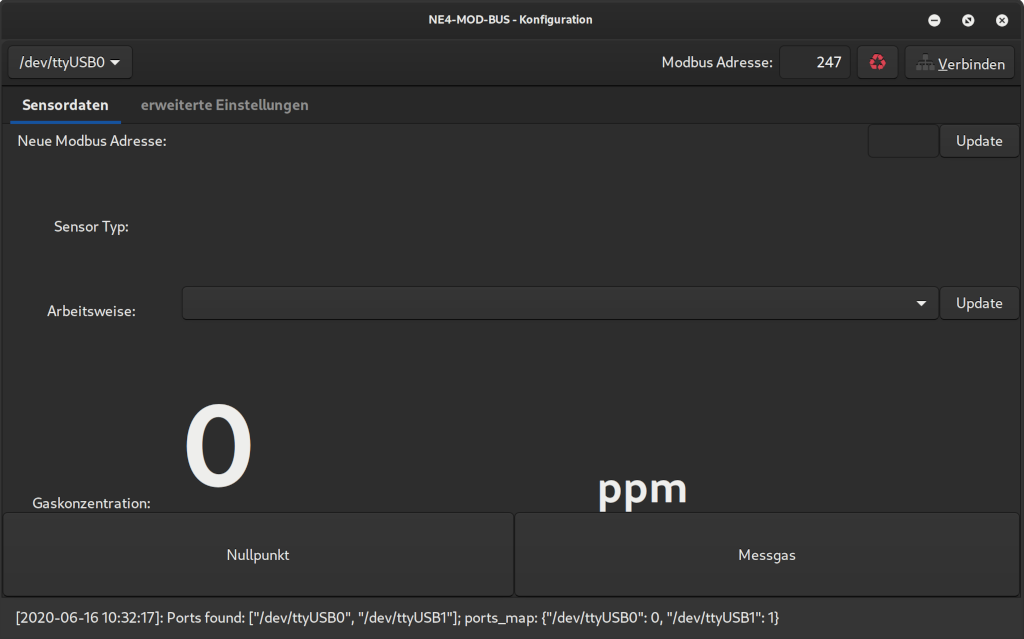 NE4-MOD-BUS - Konfiguration
/dev/ttyUSB0 Modbus Adresse: 247 Verbinden
Sensordaten erweiterte Einstellungen
Neue Modbus Adresse: Update
Sensor Typ:
Arbeitsweise: Update
Gaskonzentration: 0 ppm
Nullpunkt Messgas
[2020-06-16 10:32:17]: Ports found: ["/dev/ttyUSB0", "/dev/ttyUSB1"]; ports_map: {"/dev/ttyUSB0": 0, "/dev/ttyUSB1": 1}